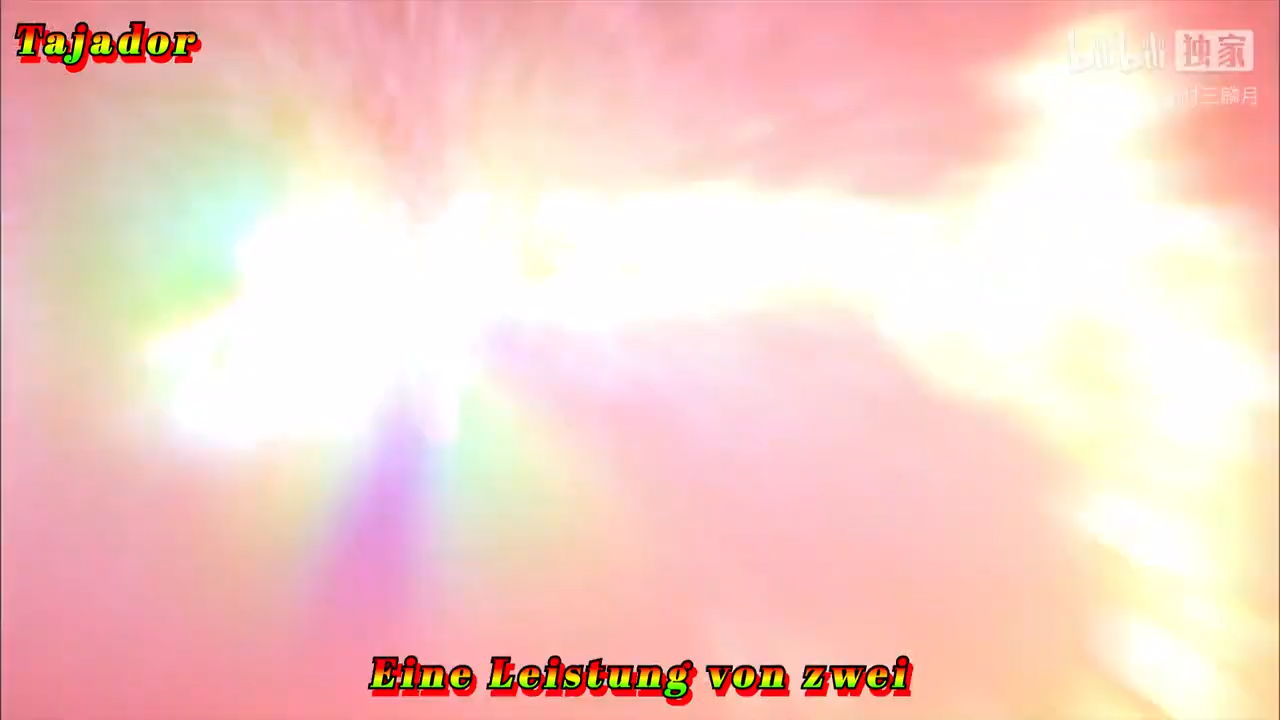 Tajador
bilibili 独家
Eine Leistung von zwei